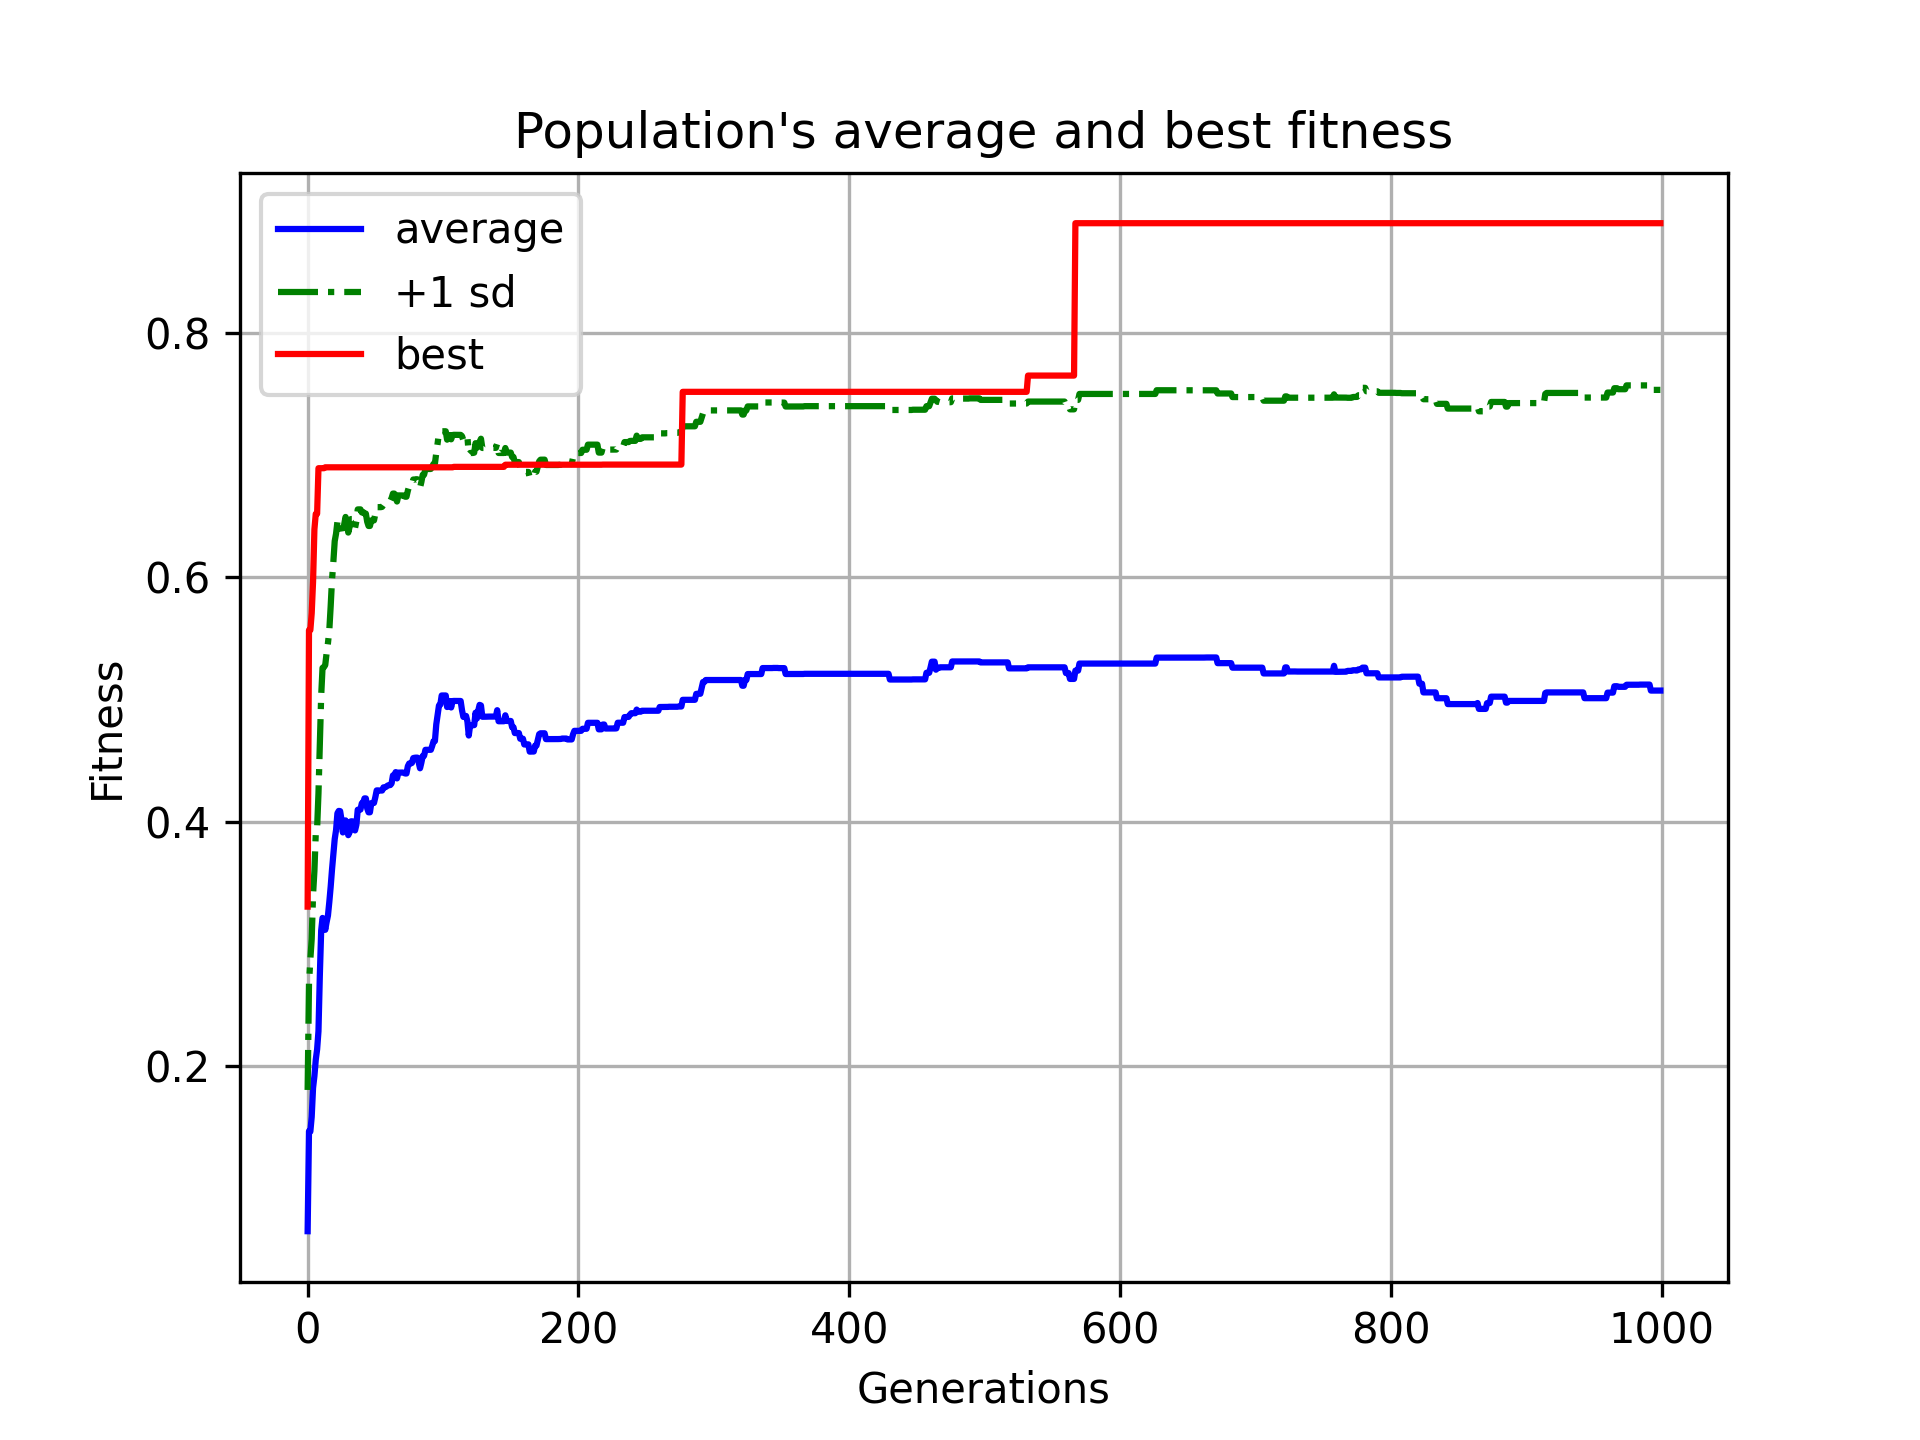 Population's average and best fitness
average
+1 sd
best
0.8
0.6
0.4
0.2
Fitness
0 200 400 600 800 1000
Generations